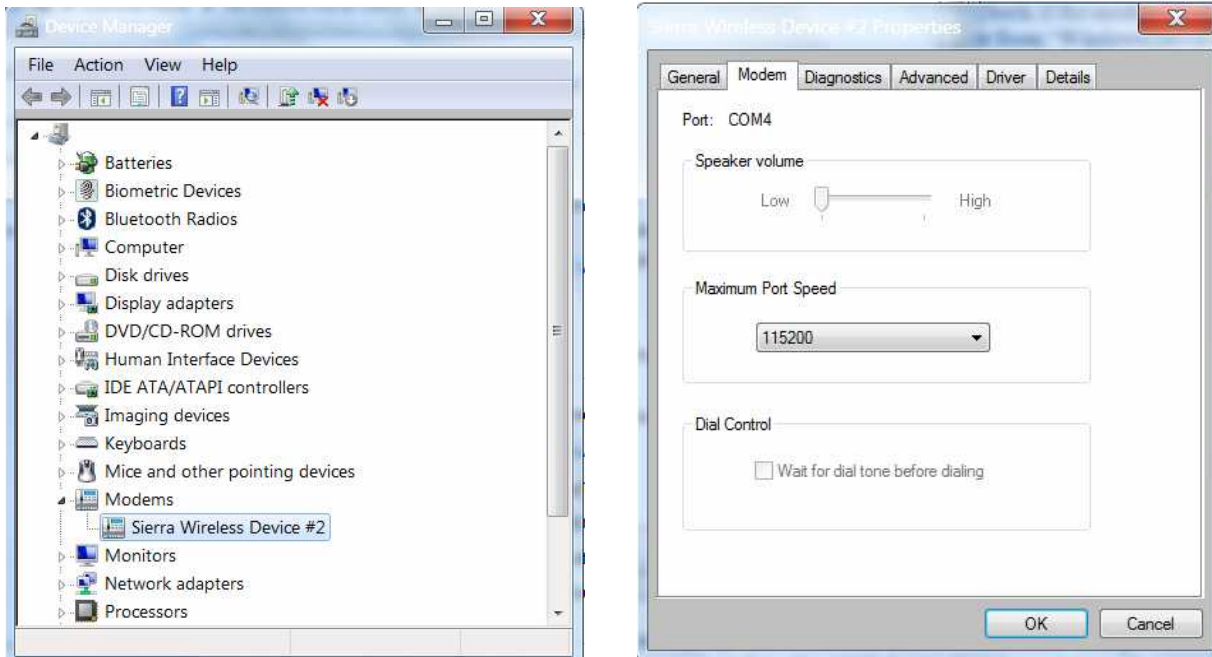 Device Manager
File Action View Help
Batteries
Biometric Devices
Bluetooth Radios
Computer
Disk drives
Display adapters
DVD/CD-ROM drives
Human Interface Devices
IDE ATA/ATAPI controllers
Imaging devices
Keyboards
Mice and other pointing devices
Modems
Sierra Wireless Device #2
Monitors
Network adapters
Processors
Sierra Wireless Device #2 Properties
General Modem Diagnostics Advanced Driver Details
Port: COM4
Speaker volume
Low High
Maximum Port Speed
115200
Dial Control
Wait for dial tone before dialing
OK Cancel